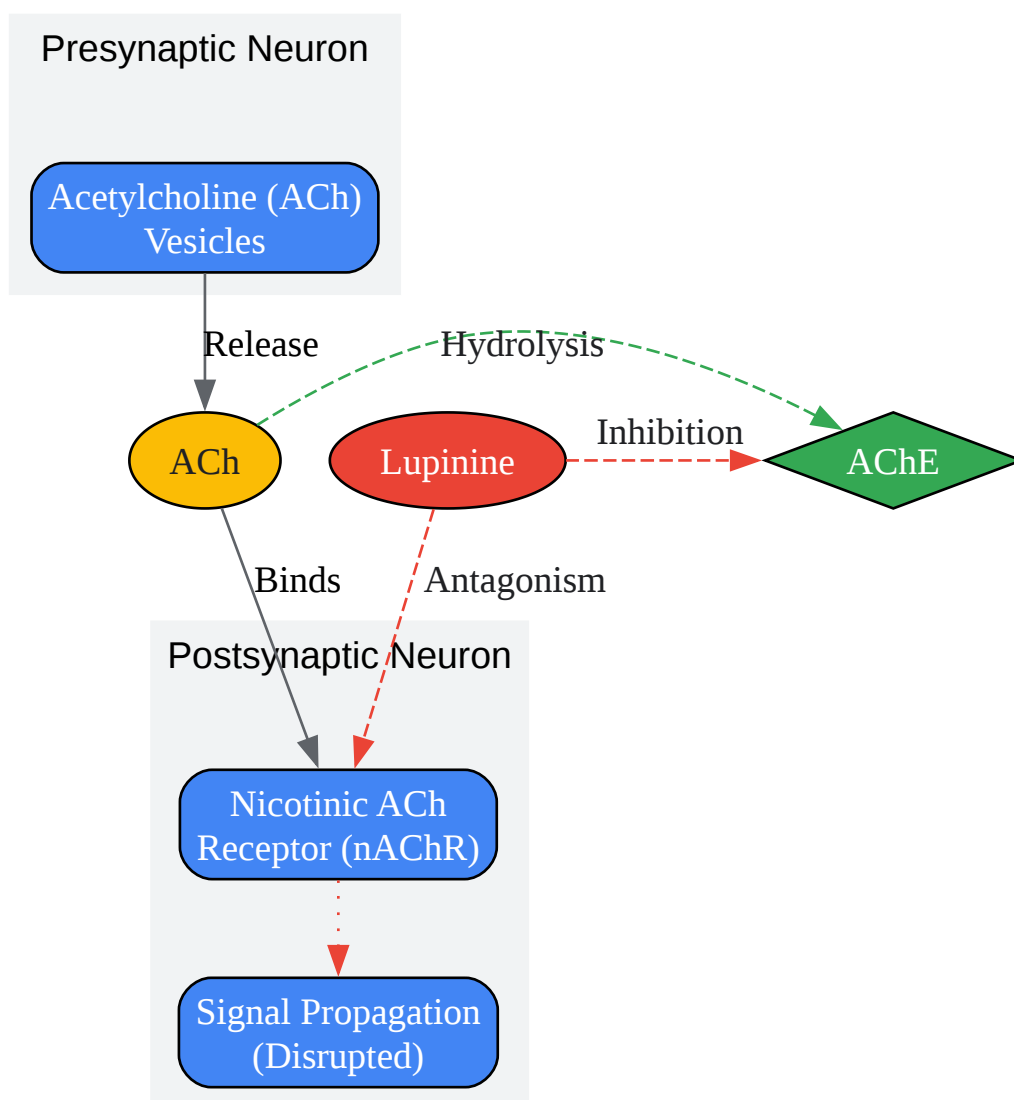 Presynaptic Neuron
Acetylcholine (ACh)
Vesicles
Release
Hydrolysis
ACh
Lupinine
Inhibition
AChE
Binds
Antagonism
Postsynaptic Neuron
Nicotinic ACh
Receptor (nAChR)
Signal Propagation
(Disrupted)